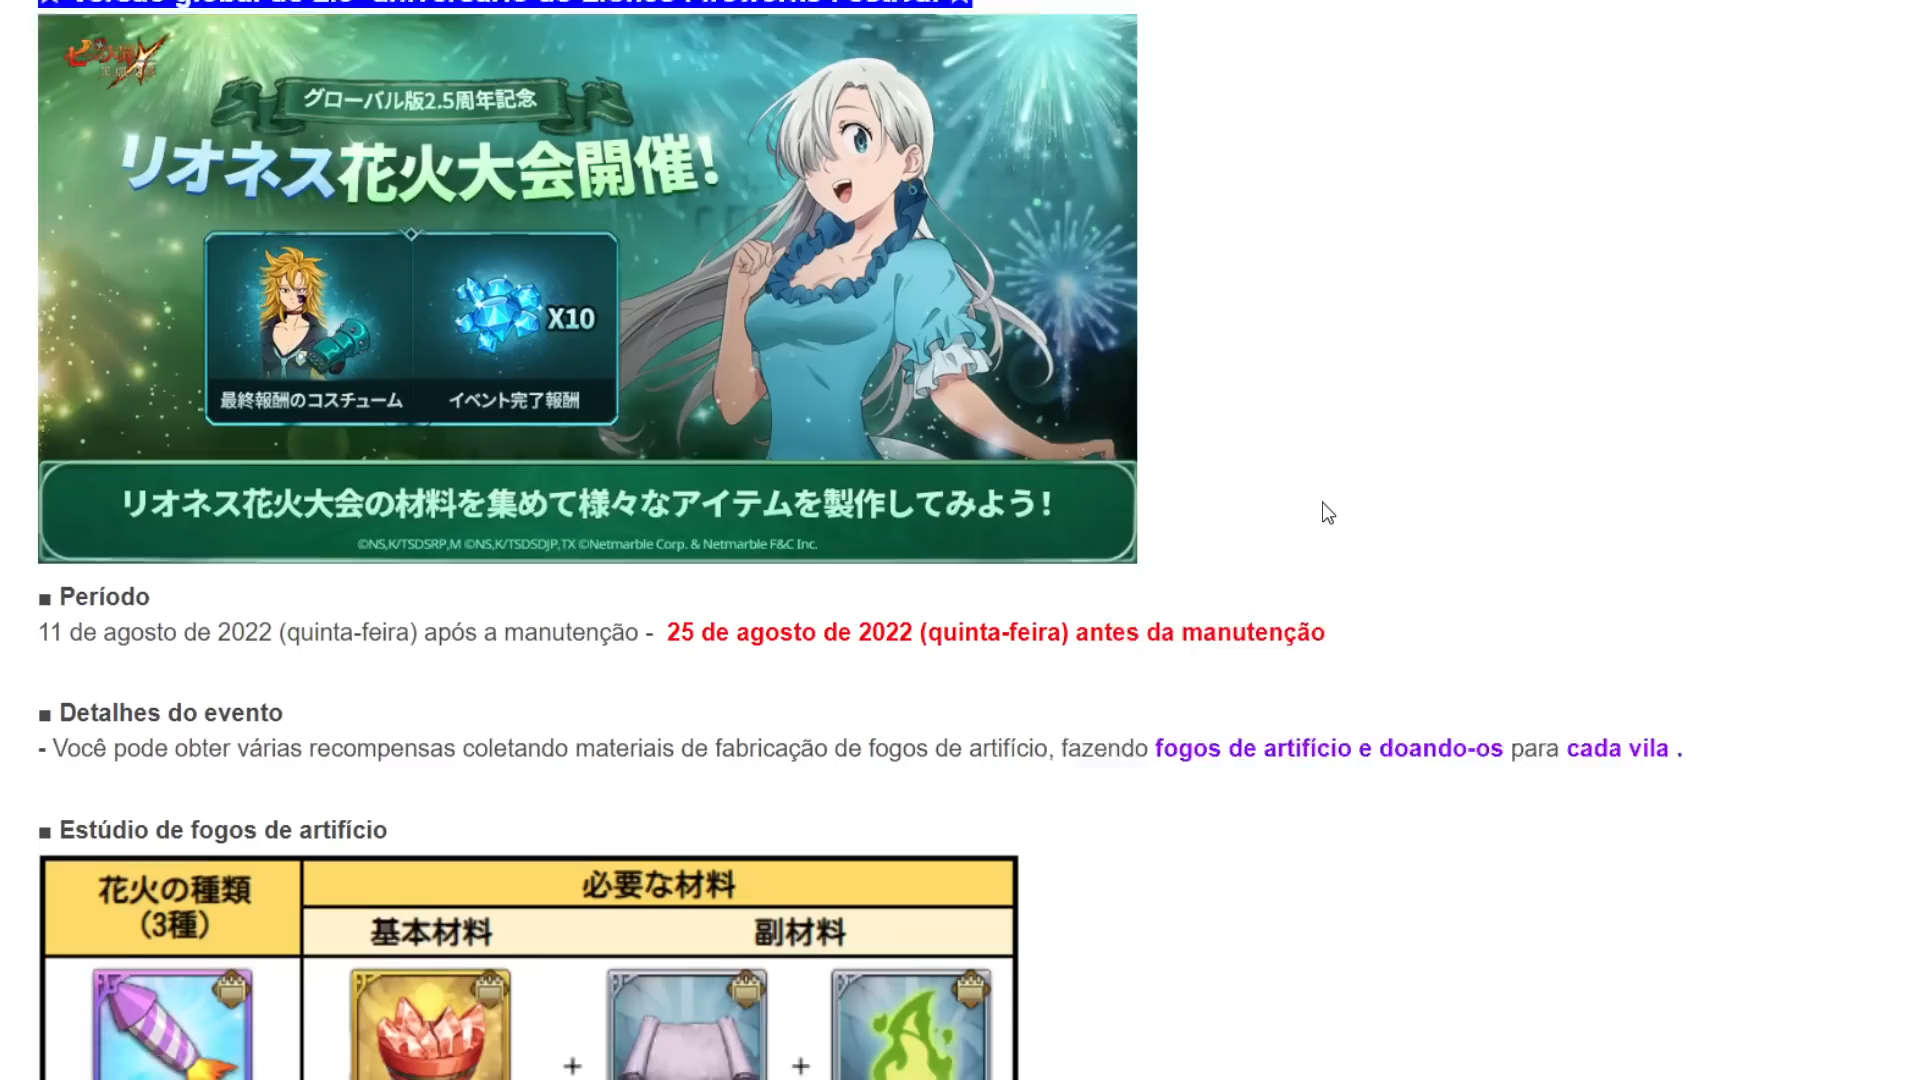 グローバル版2.5周年記念
リオネス花火大会開催!
X10
最終報酬のコスチューム
イベント完了報酬
リオネス花火大会の材料を集めて様々なアイテムを製作してみよう!
©NS,K/TSDSRP,M ©NS,K/TSDSDJP,TX ©Netmarble Corp. & Netmarble F&C Inc.
■ Período
11 de agosto de 2022 (quinta-feira) após a manutenção - 25 de agosto de 2022 (quinta-feira) antes da manutenção
■ Detalhes do evento
- Você pode obter várias recompensas coletando materiais de fabricação de fogos de artifício, fazendo fogos de artifício e doando-os para cada vila .
■ Estúdio de fogos de artifício
花火の種類
(3種)
必要な材料
基本材料
副材料
+
+